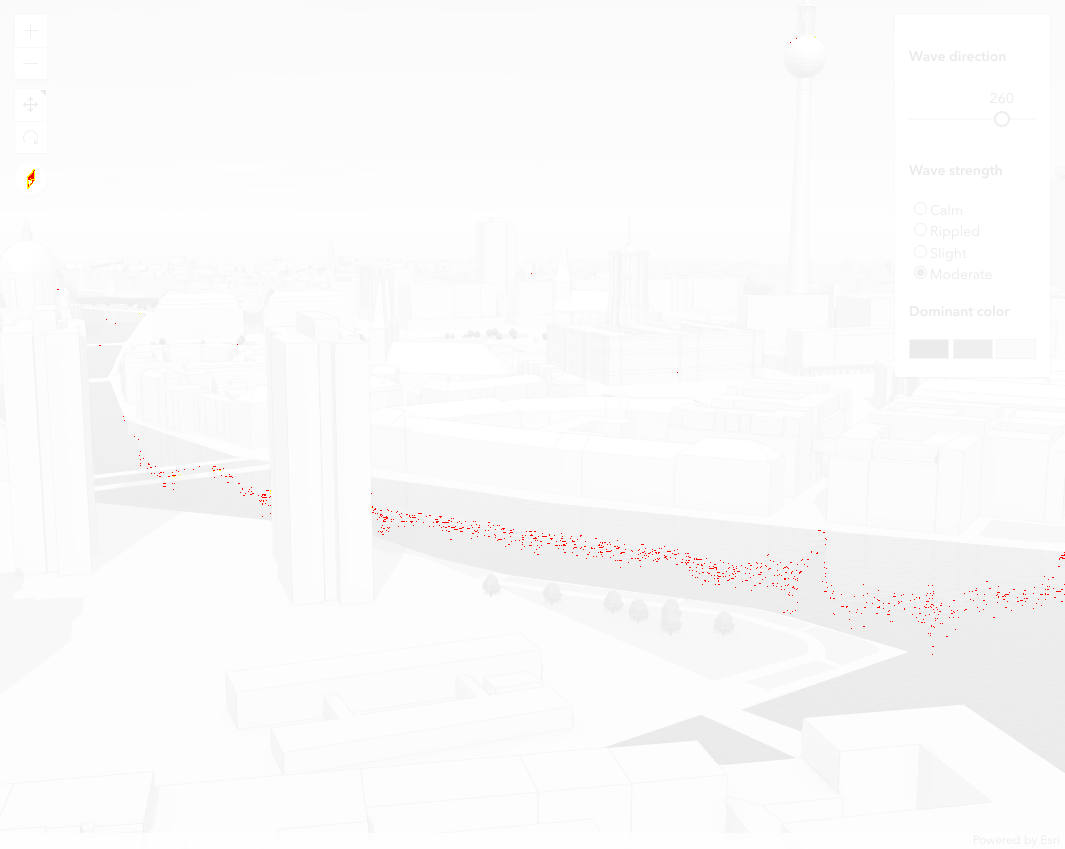 Wave direction
260
Wave strength
Calm
Rippled
Slight
Moderate
Dominant color
Powered by Esri